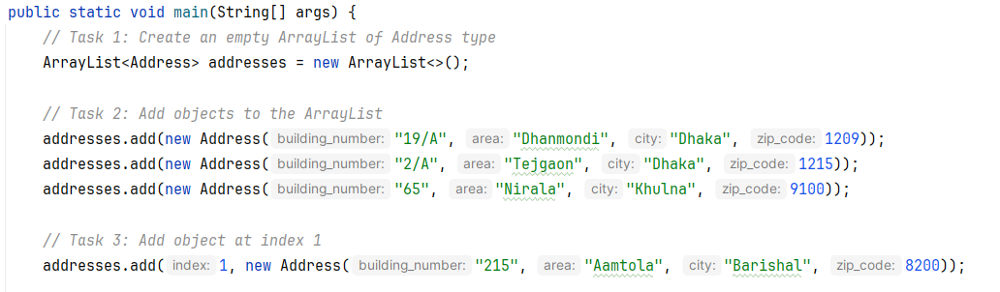 public static void main(String[] args) {
// Task 1: Create an empty ArrayList of Address type
ArrayList<Address> addresses = new ArrayList<>();
// Task 2: Add objects to the ArrayList
addresses.add(new Address( building_number: "19/A", area: "Dhanmondi", city: "Dhaka", zip_code: 1209));
addresses.add(new Address( building_number: "2/A", area: "Tejgaon", city: "Dhaka", zip_code: 1215));
addresses.add(new Address( building_number: "65", area: "Nirala", city: "Khulna", zip_code: 9100));
// Task 3: Add object at index 1
addresses.add( index: 1, new Address( building_number: "215", area: "Aamtola", city: "Barishal", zip_code: 8200));